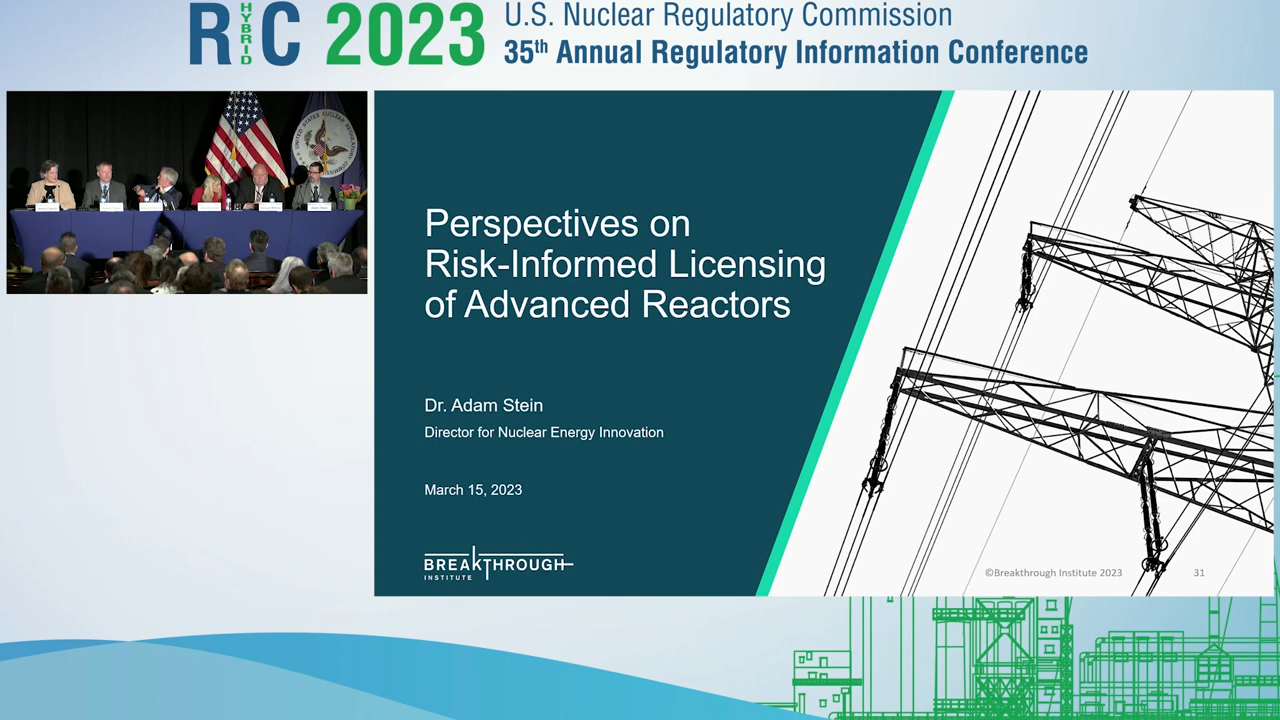 RIC 2023
HYBRID
U.S. Nuclear Regulatory Commission
35th Annual Regulatory Information Conference
Perspectives on
Risk-Informed Licensing
of Advanced Reactors
Dr. Adam Stein
Director for Nuclear Energy Innovation
March 15, 2023
BREAKTHROUGH
INSTITUTE
©Breakthrough Institute 2023
31